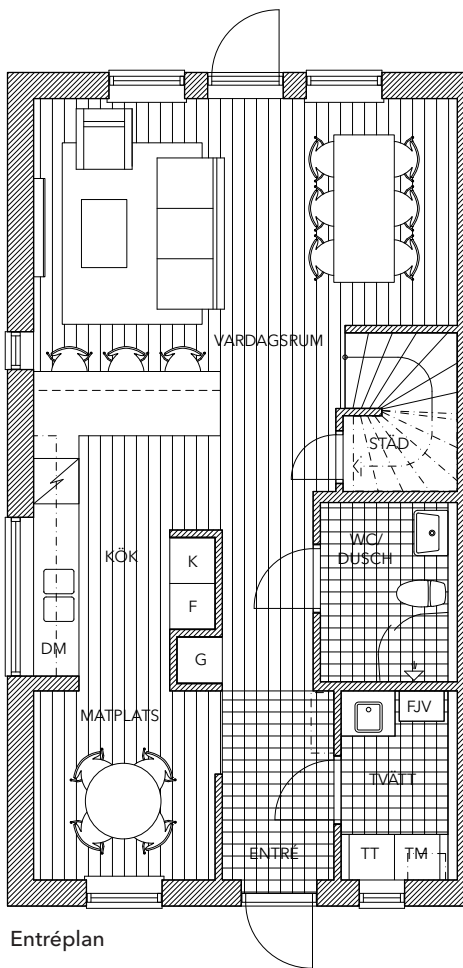 VARDAGSRUM
STÄD
KÖK
K
WC/
DUSCH
F
DM
G
MATPLATS
FJV
TVÄTT
ENTRÉ
TT
TM
Entréplan